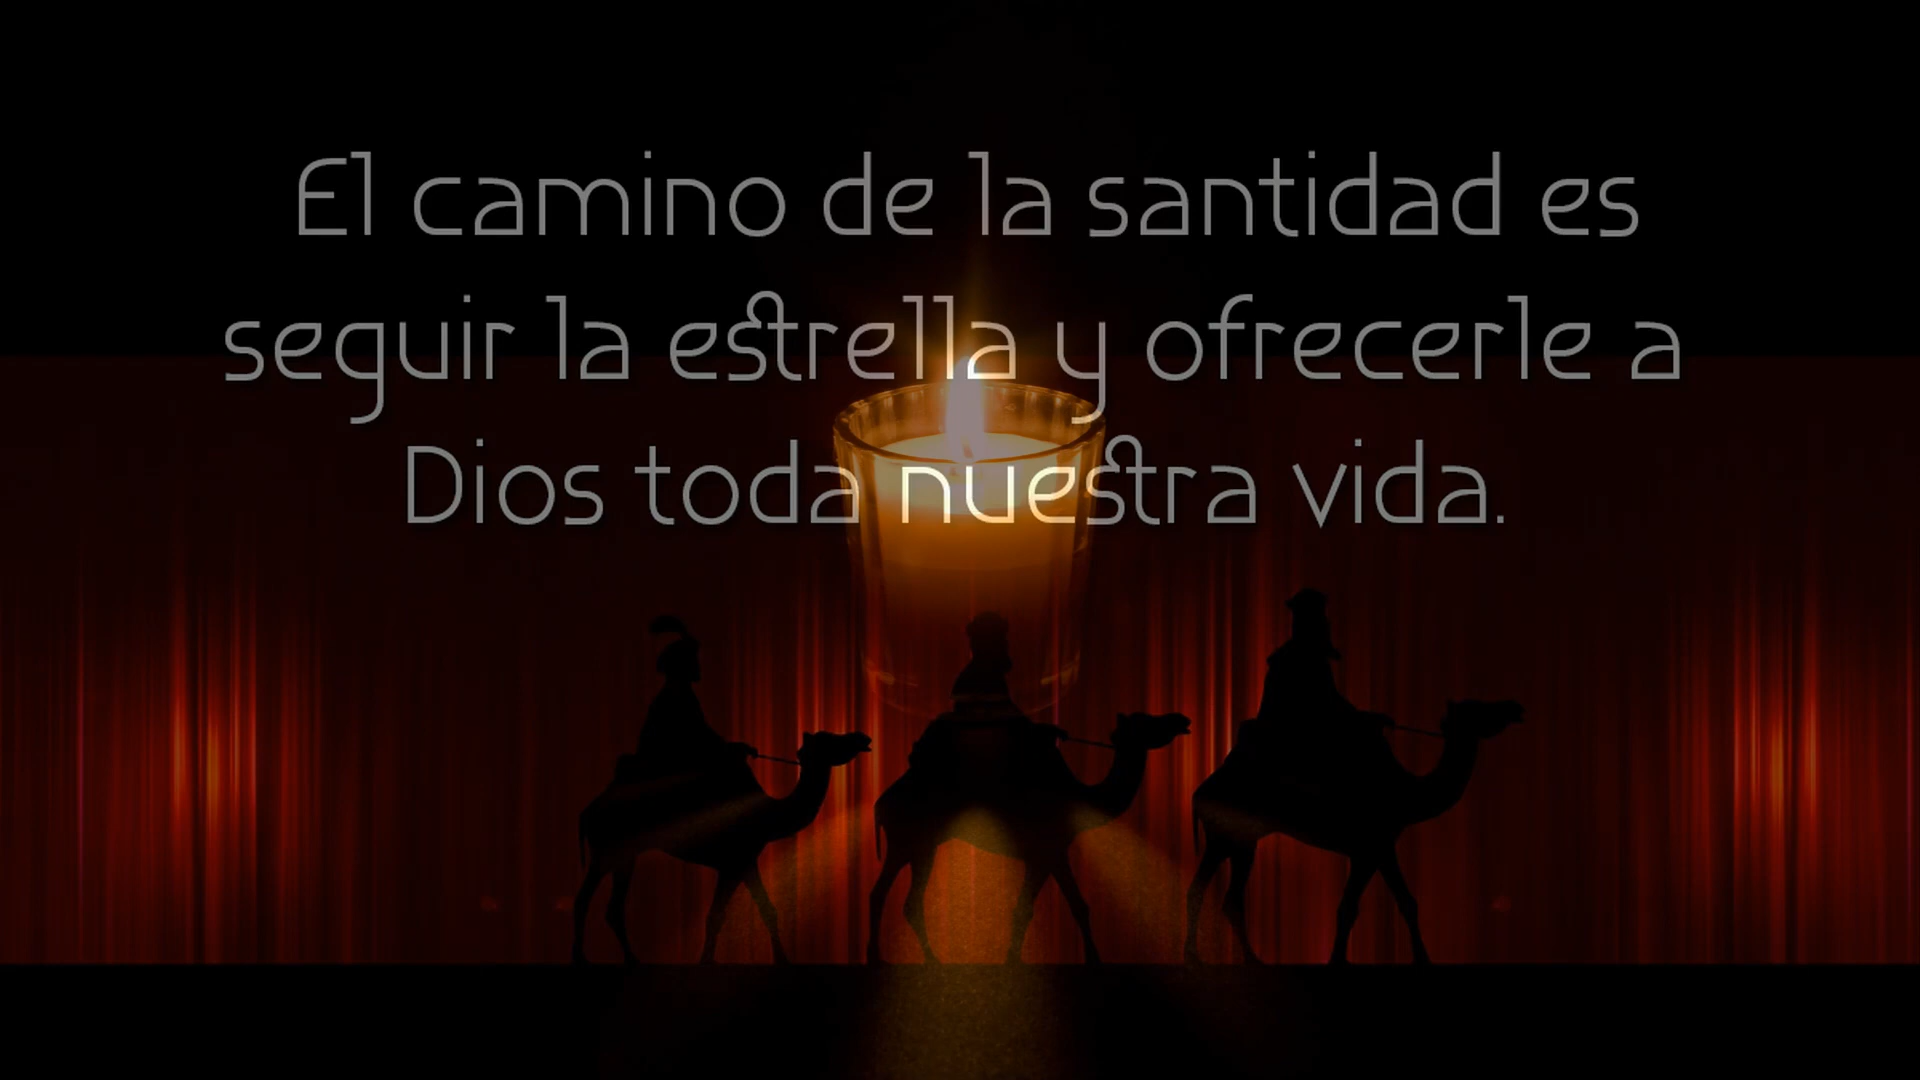 El camino de la santidad es
seguir la estrella y ofrecerle a
Dios toda nuestra vida.